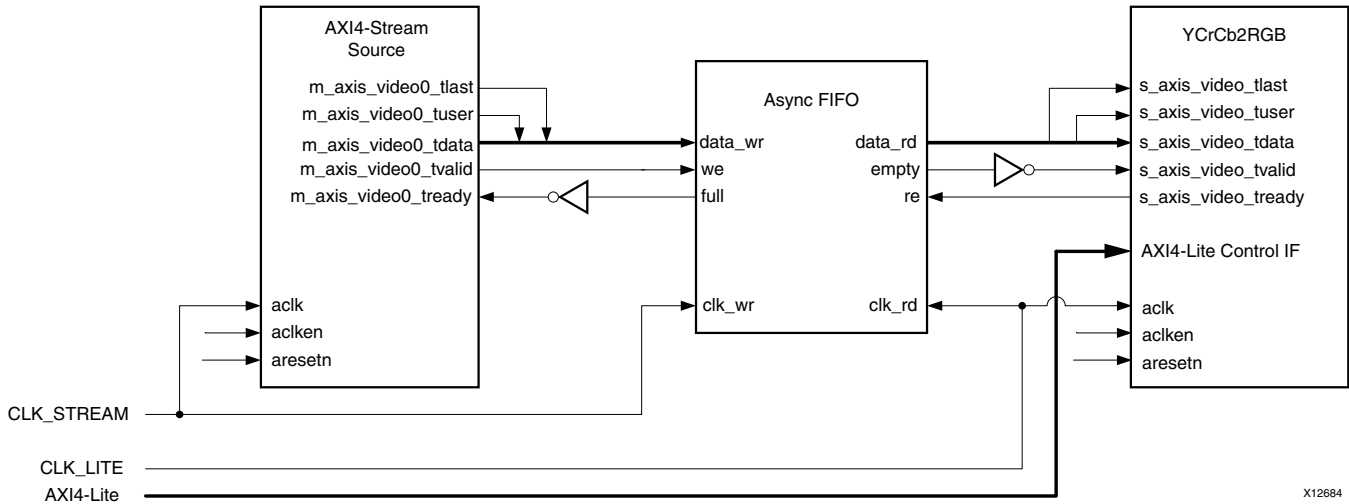 AXI4-Stream
Source
m_axis_video0_tlast
m_axis_video0_tuser
m_axis_video0_tdata
m_axis_video0_tvalid
m_axis_video0_tready
aclk
aclken
aresetn
Async FIFO
data_wr
we
full
clk_wr
data_rd
empty
re
clk_rd
YCrCb2RGB
s_axis_video_tlast
s_axis_video_tuser
s_axis_video_tdata
s_axis_video_tvalid
s_axis_video_tready
AXI4-Lite Control IF
aclk
aclken
aresetn
CLK_STREAM
CLK_LITE
AXI4-Lite
X12684